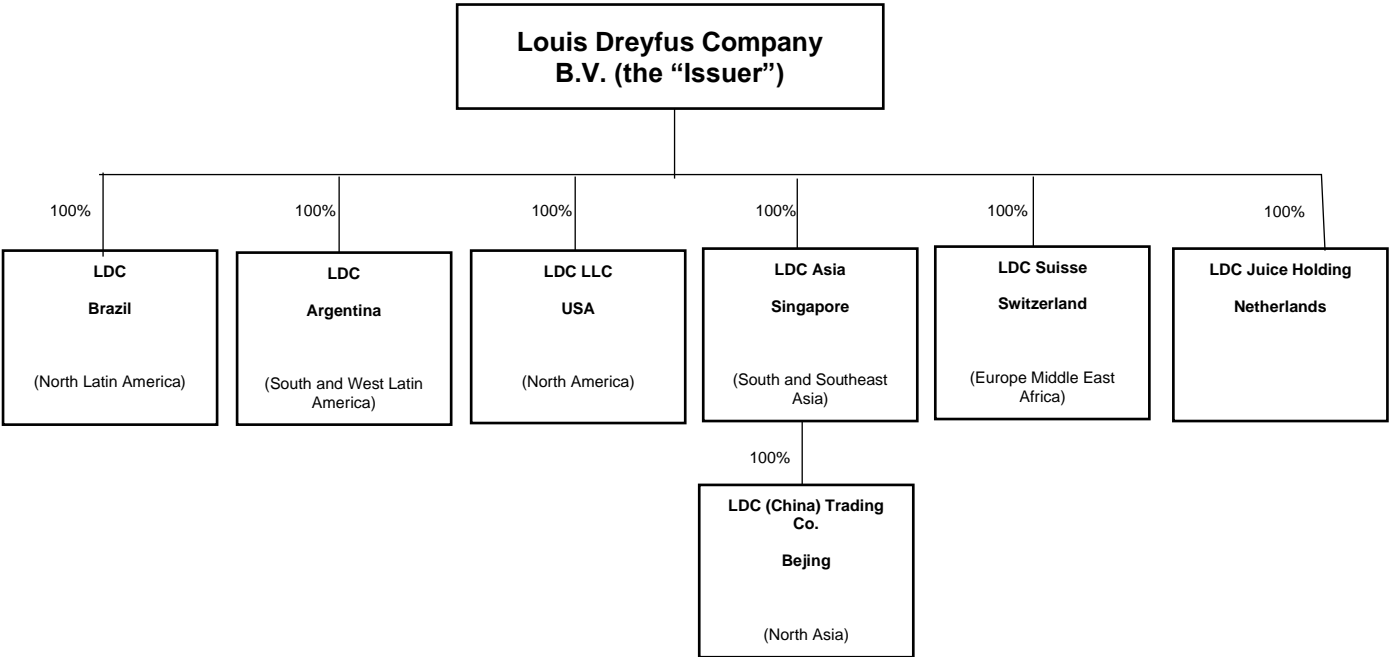 Louis Dreyfus Company
B.V. (the “Issuer”)
100%
100%
100%
100%
100%
100%
LDC
Brazil
(North Latin America)
LDC
Argentina
(South and West Latin
America)
LDC LLC
USA
(North America)
LDC Asia
Singapore
(South and Southeast
Asia)
LDC Suisse
Switzerland
(Europe Middle East
Africa)
LDC Juice Holding
Netherlands
100%
LDC (China) Trading
Co.
Bejing
(North Asia)